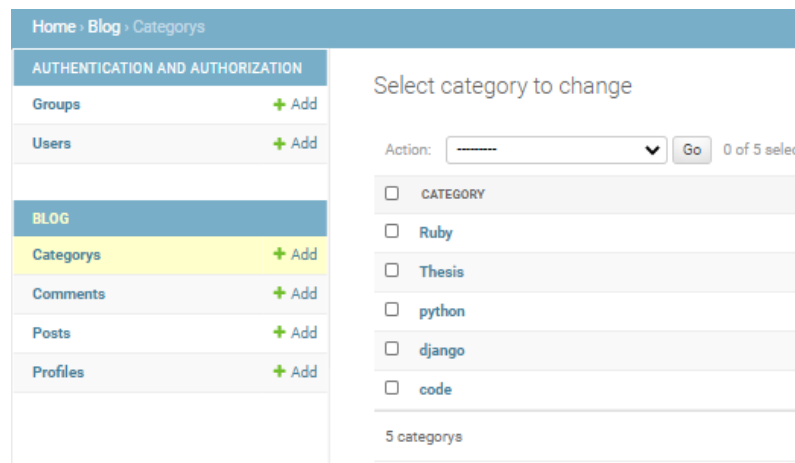 Home › Blog › Categorys
AUTHENTICATION AND AUTHORIZATION
Groups + Add
Users + Add
BLOG
Categorys + Add
Comments + Add
Posts + Add
Profiles + Add
Select category to change
Action: --------- Go 0 of 5 selec
CATEGORY
Ruby
Thesis
python
django
code
5 categorys